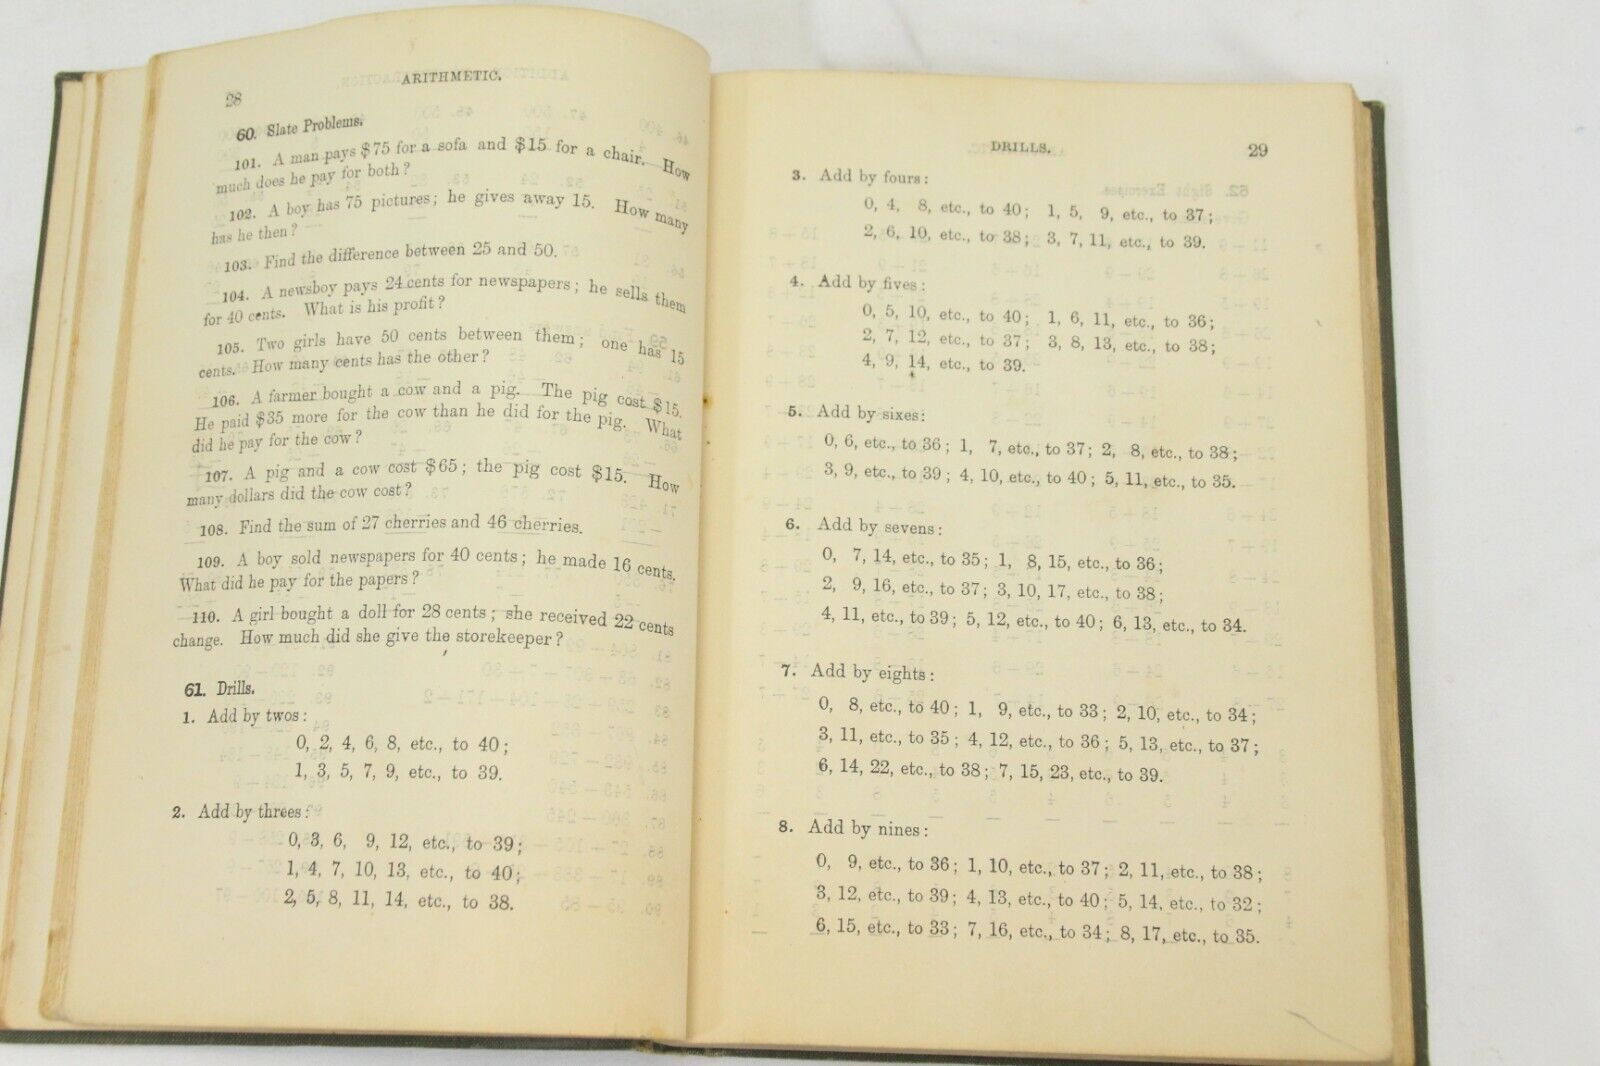 28
ARITHMETIC.
60. Slate Problems.
101. A man pays $75 for a sofa and $15 for a chair. How
much does he pay for both?
102. A boy has 75 pictures; he gives away 15. How many
has he then?
103. Find the difference between 25 and 50.
104. A newsboy pays 24 cents for newspapers; he sells them
for 40 cents. What is his profit?
105. Two girls have 50 cents between them; one has 15
cents. How many cents has the other?
106. A farmer bought a cow and a pig. The pig cost $15.
He paid $35 more for the cow than he did for the pig. What
did he pay for the cow?
107. A pig and a cow cost $65; the pig cost $15. How
many dollars did the cow cost?
108. Find the sum of 27 cherries and 46 cherries.
109. A boy sold newspapers for 40 cents; he made 16 cents.
What did he pay for the papers?
110. A girl bought a doll for 28 cents; she received 22 cents
change. How much did she give the storekeeper?
61. Drills.
1. Add by twos:
0, 2, 4, 6, 8, etc., to 40;
1, 3, 5, 7, 9, etc., to 39.
2. Add by threes:
0, 3, 6, 9, 12, etc., to 39;
1, 4, 7, 10, 13, etc., to 40;
2, 5, 8, 11, 14, etc., to 38.
DRILLS.
29
3. Add by fours:
0, 4, 8, etc., to 40; 1, 5, 9, etc., to 37;
2, 6, 10, etc., to 38; 3, 7, 11, etc., to 39.
4. Add by fives:
0, 5, 10, etc., to 40; 1, 6, 11, etc., to 36;
2, 7, 12, etc., to 37; 3, 8, 13, etc., to 38;
4, 9, 14, etc., to 39.
5. Add by sixes:
0, 6, etc., to 36; 1, 7, etc., to 37; 2, 8, etc., to 38;
3, 9, etc., to 39; 4, 10, etc., to 40; 5, 11, etc., to 35.
6. Add by sevens:
0, 7, 14, etc., to 35; 1, 8, 15, etc., to 36;
2, 9, 16, etc., to 37; 3, 10, 17, etc., to 38;
4, 11, etc., to 39; 5, 12, etc., to 40; 6, 13, etc., to 34.
7. Add by eights:
0, 8, etc., to 40; 1, 9, etc., to 33; 2, 10, etc., to 34;
3, 11, etc., to 35; 4, 12, etc., to 36; 5, 13, etc., to 37;
6, 14, 22, etc., to 38; 7, 15, 23, etc., to 39.
8. Add by nines:
0, 9, etc., to 36; 1, 10, etc., to 37; 2, 11, etc., to 38;
3, 12, etc., to 39; 4, 13, etc., to 40; 5, 14, etc., to 32;
6, 15, etc., to 33; 7, 16, etc., to 34; 8, 17, etc., to 35.